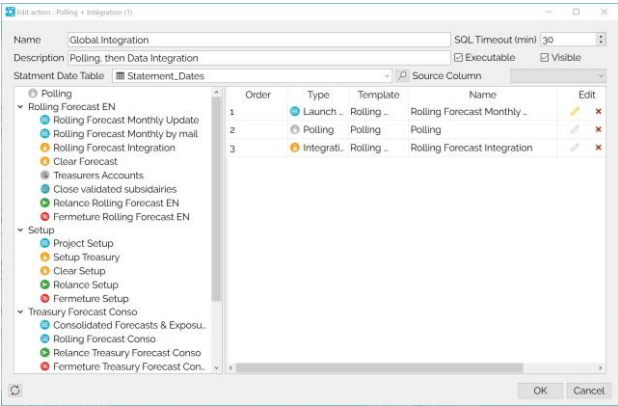 Edit action : Polling + Intégration (1)
Name Global Integration SQL Timeout (min) 30
Description Polling, then Data Integration Executable Visible
Statment Date Table Statement_Dates Source Column
Polling
Rolling Forecast EN
Rolling Forecast Monthly Update
Rolling Forecast Monthly by mail
Rolling Forecast Integration
Clear Forecast
Treasurers Accounts
Close validated subsidairies
Relance Rolling Forecast EN
Fermeture Rolling Forecast EN
Setup
Project Setup
Setup Treasury
Clear Setup
Relance Setup
Fermeture Setup
Treasury Forecast Conso
Consolidated Forecasts & Exposu..
Rolling Forecast Conso
Relance Treasury Forecast Conso
Fermeture Treasury Forecast Con..
Order Type Template Name Edit
1 Launch .. Rolling .. Rolling Forecast Monthly ..
2 Polling Polling Polling
3 Integrati.. Rolling .. Rolling Forecast Integration
OK Cancel